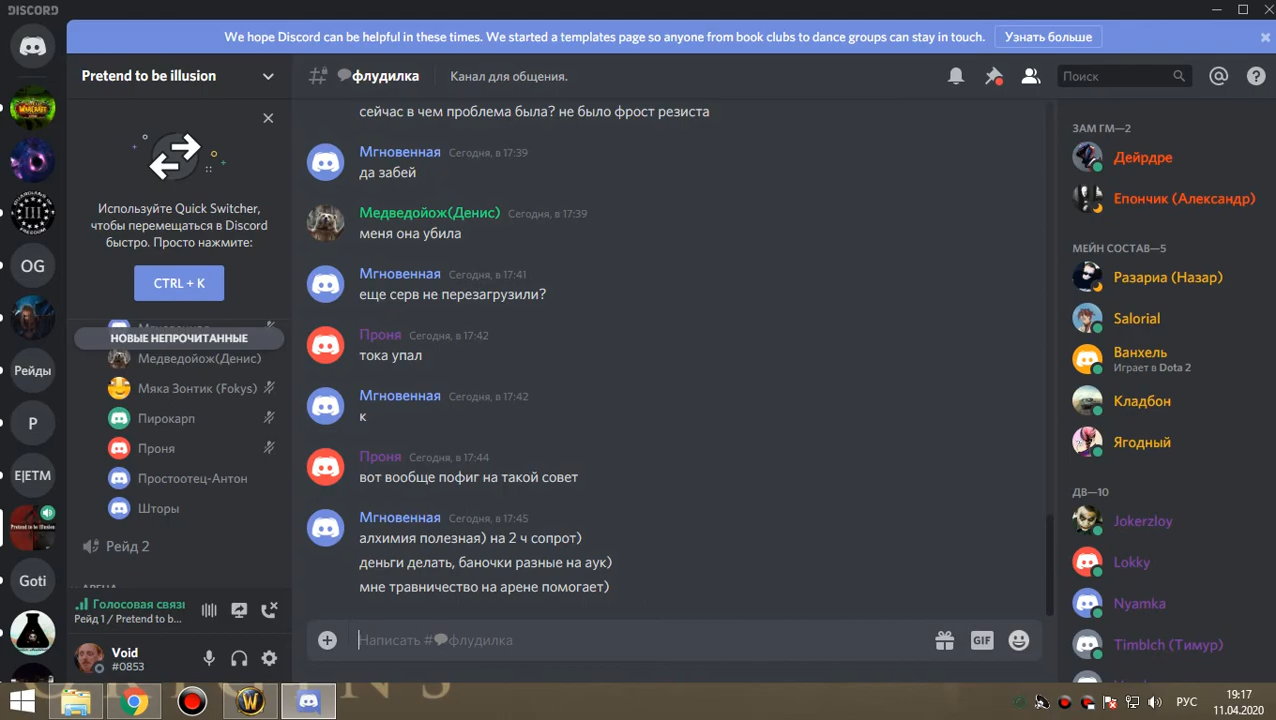 DISCORD
We hope Discord can be helpful in these times. We started a templates page so anyone from book clubs to dance groups can stay in touch.
Узнать больше
Pretend to be illusion
флудилка
Канал для общения.
Поиск
Используйте Quick Switcher,
чтобы перемещаться в Discord
быстро. Просто нажмите:
CTRL + K
НОВЫЕ НЕПРОЧИТАННЫЕ
Медведойож(Денис)
Мяка Зонтик (Fokys)
Пирокарп
Проня
Простоотец-Антон
Шторы
Рейд 2
АРЕНА
Голосовая связь
Рейд 1 / Pretend to b...
Void
#0853
OG
Рейды
P
E|ETM
Pretend to be illusion
Goti
сейчас в чем проблема была? не было фрост резиста
Мгновенная Сегодня, в 17:39
да забей
Медведойож(Денис) Сегодня, в 17:39
меня она убила
Мгновенная Сегодня, в 17:41
еще серв не перезагрузили?
Проня Сегодня, в 17:42
тока упал
Мгновенная Сегодня, в 17:42
к
Проня Сегодня, в 17:44
вот вообще пофиг на такой совет
Мгновенная Сегодня, в 17:45
алхимия полезная) на 2 ч сопрот)
деньги делать, баночки разные на аук)
мне травничество на арене помогает)
Написать #флудилка
GIF
ЗАМ ГМ—2
Дейрдре
Епончик (Александр)
МЕЙН СОСТАВ—5
Разариа (Назар)
Salorial
Ванхель
Играет в Dota 2
Кладбон
Ягодный
ДВ—10
Jokerzloy
Lokky
Nyamka
Timblch (Тимур)
РУС
19:17
11.04.2020